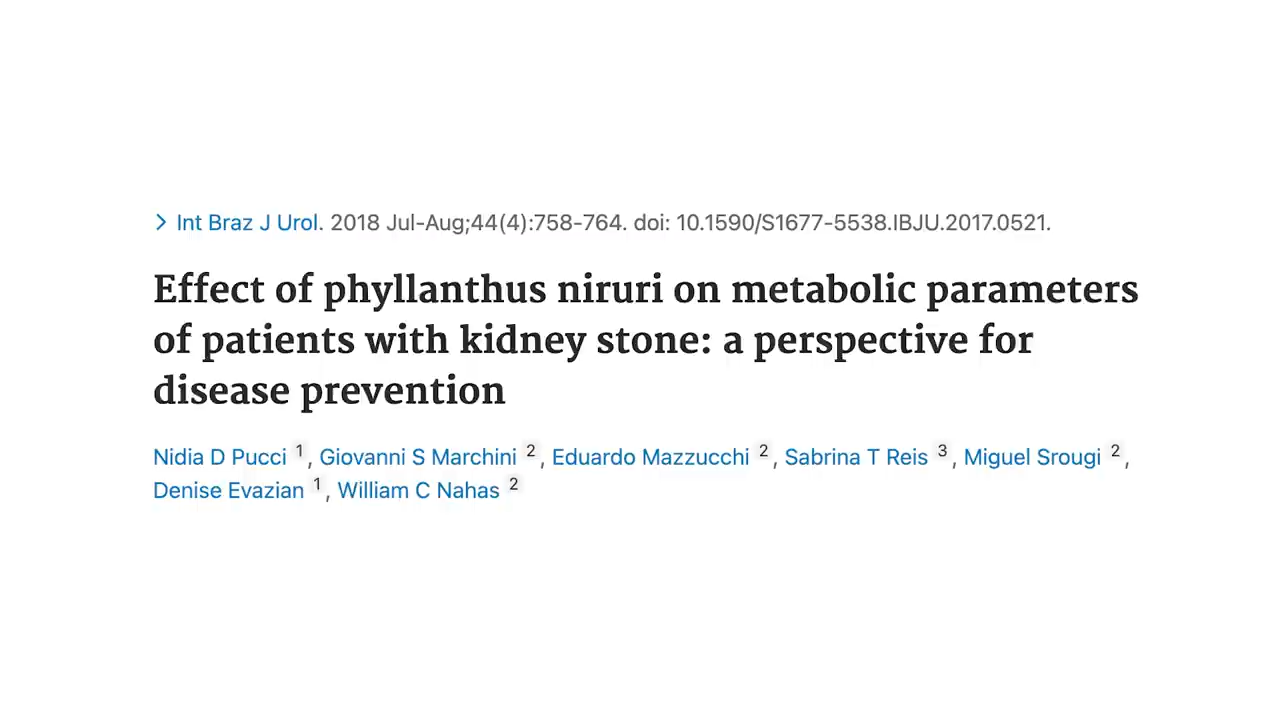 Int Braz J Urol. 2018 Jul-Aug;44(4):758-764. doi: 10.1590/S1677-5538.IBJU.2017.0521.
Effect of phyllanthus niruri on metabolic parameters
of patients with kidney stone: a perspective for
disease prevention
Nidia D Pucci 1, Giovanni S Marchini 2, Eduardo Mazzucchi 2, Sabrina T Reis 3, Miguel Srougi 2,
Denise Evazian 1, William C Nahas 2